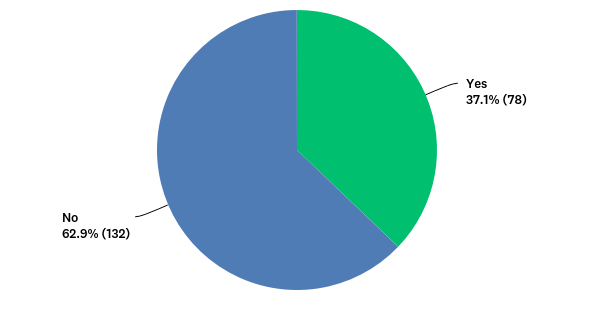 Yes
37.1% (78)
No
62.9% (132)